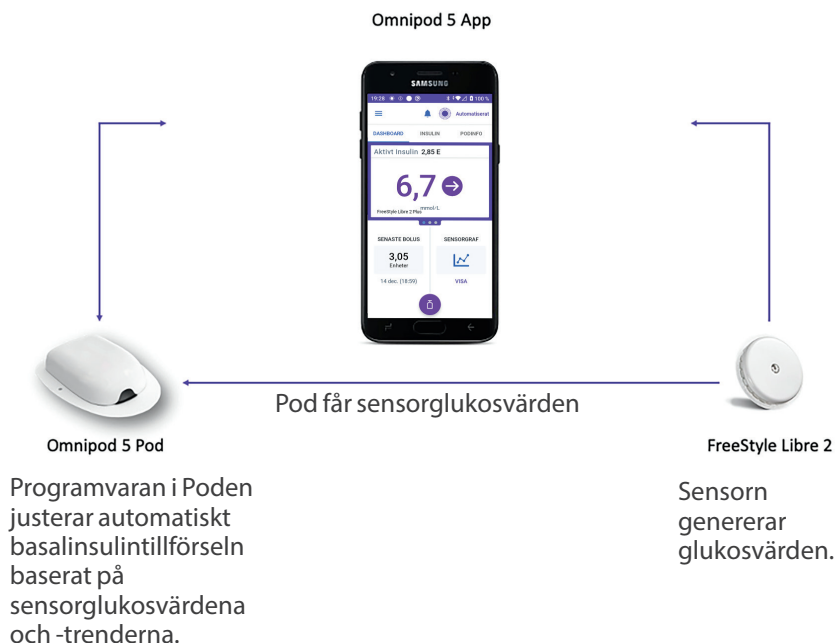 Omnipod 5 App
SAMSUNG
19:28 100 %
Automatiserat
DASHBOARD INSULIN PODINFO
Aktivt Insulin 2,85 E
6,7
mmol/L
FreeStyle Libre 2 Plus
SENASTE BOLUS SENSORGRAF
3,05
Enheter
14 dec. (18:59) VISA
Pod får sensorglukosvärden
Omnipod 5 Pod
FreeStyle Libre 2
Programvaran i Poden
justerar automatiskt
basalinsulintillförseln
baserat på
sensorglukosvärdena
och -trenderna.
Sensorn
genererar
glukosvärden.